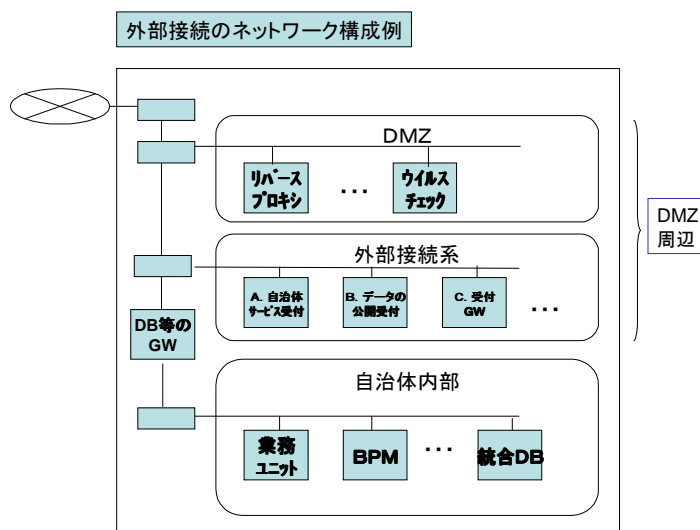 外部接続のネットワーク構成例
DMZ
リバース
プロキシ
...
ウイルス
チェック
DMZ
周辺
外部接続系
A. 自治体
サービス受付
B. データの
公開受付
C. 受付
GW
...
DB等の
GW
自治体内部
業務
ユニット
BPM
...
統合DB